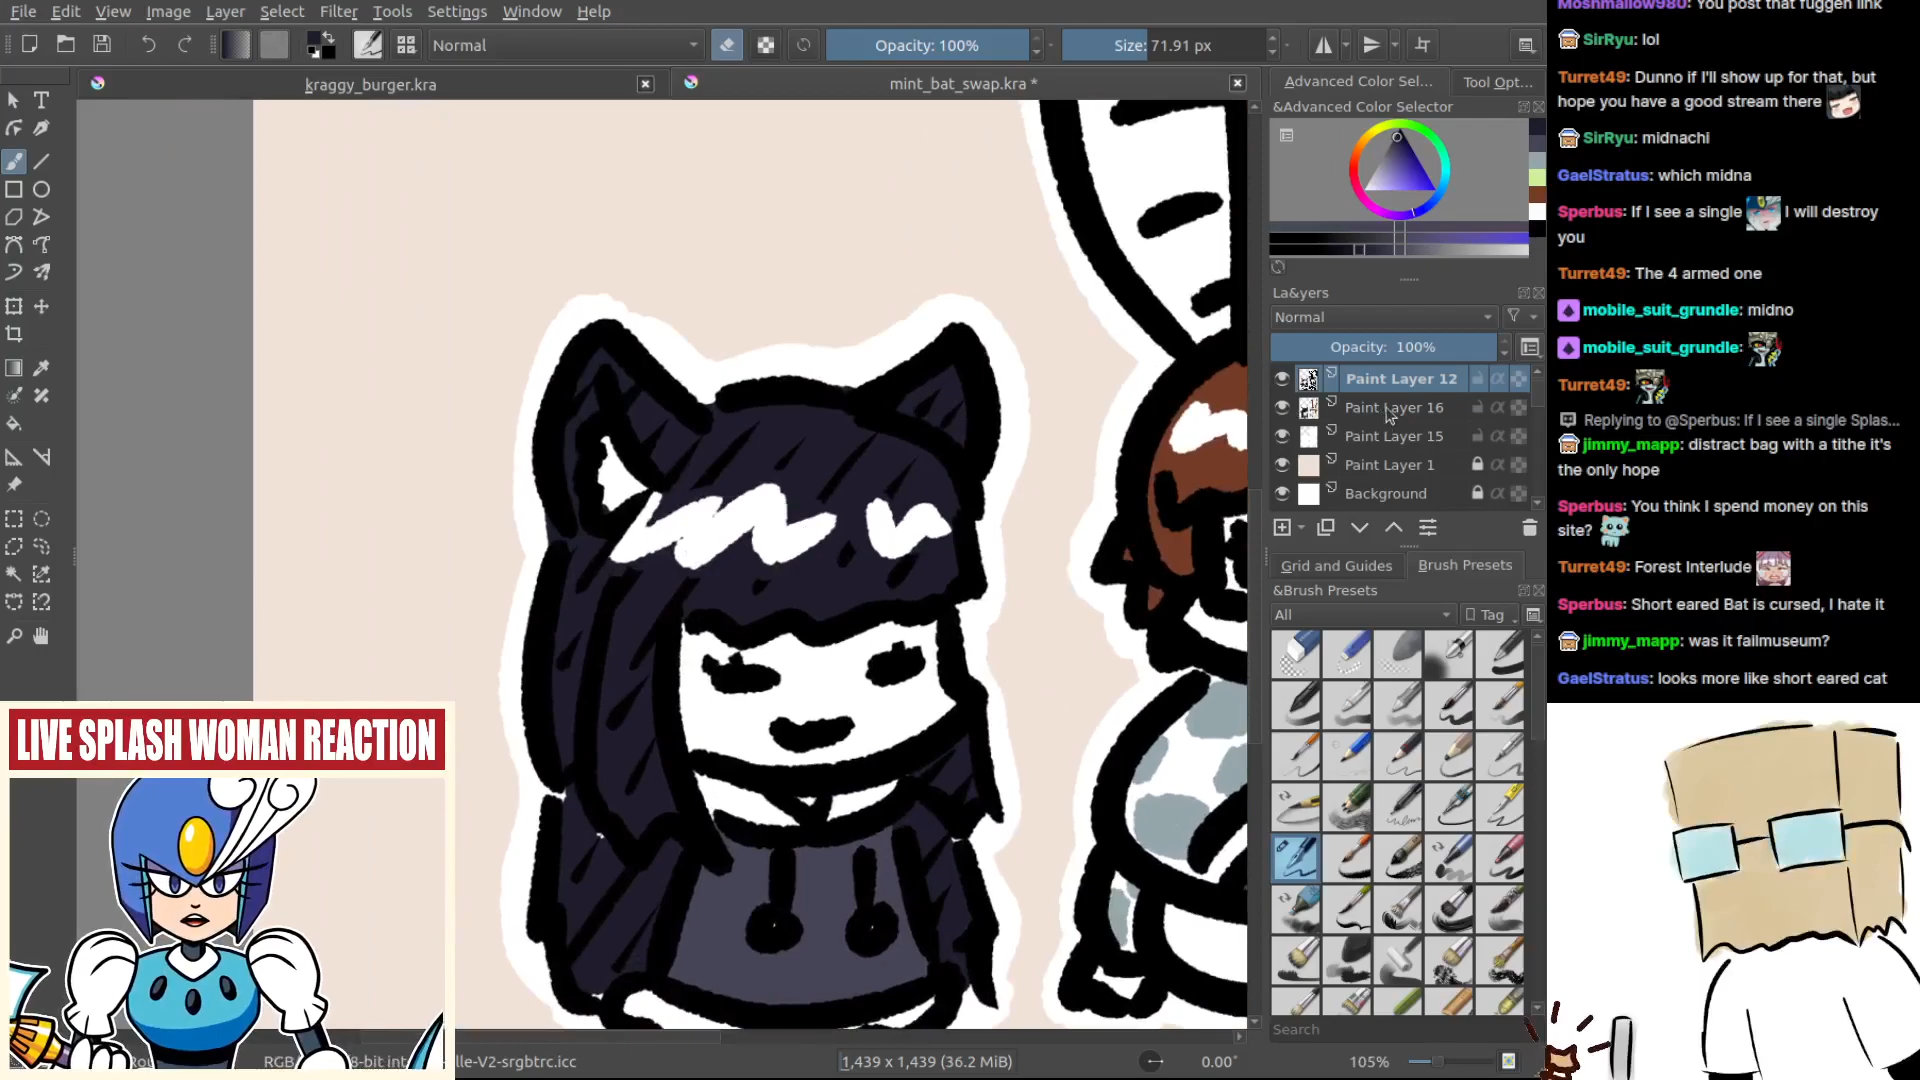 File Edit View Image Layer Select Filter Tools Settings Window Help
Normal
Opacity: 100%
Size: 71.91 px
kraggy_burger.kra
mint_bat_swap.kra *
Advanced Color Sel...
Tool Opt...
&Advanced Color Selector
La&yers
Normal
Opacity: 100%
Paint Layer 12
Paint Layer 16
Paint Layer 15
Paint Layer 1
Background
Grid and Guides
Brush Presets
&Brush Presets
All
Tag
Search
LIVE SPLASH WOMAN REACTION
RGB
8-bit int
lle-V2-srgbtrc.icc
1,439 x 1,439 (36.2 MiB)
0.00°
105%
Moshmallow980: You post that fuggen link
SirRyu: lol
Turret49: Dunno if I'll show up for that, but
hope you have a good stream there
SirRyu: midnachi
GaelStratus: which midna
Sperbus: If I see a single I will destroy
you
Turret49: The 4 armed one
mobile_suit_grundle: midno
mobile_suit_grundle:
Turret49:
Replying to @Sperbus: If I see a single Splas...
jimmy_mapp: distract bag with a tithe it's
the only hope
Sperbus: You think I spend money on this
site?
Turret49: Forest Interlude
Sperbus: Short eared Bat is cursed, I hate it
jimmy_mapp: was it failmuseum?
GaelStratus: looks more like short eared cat